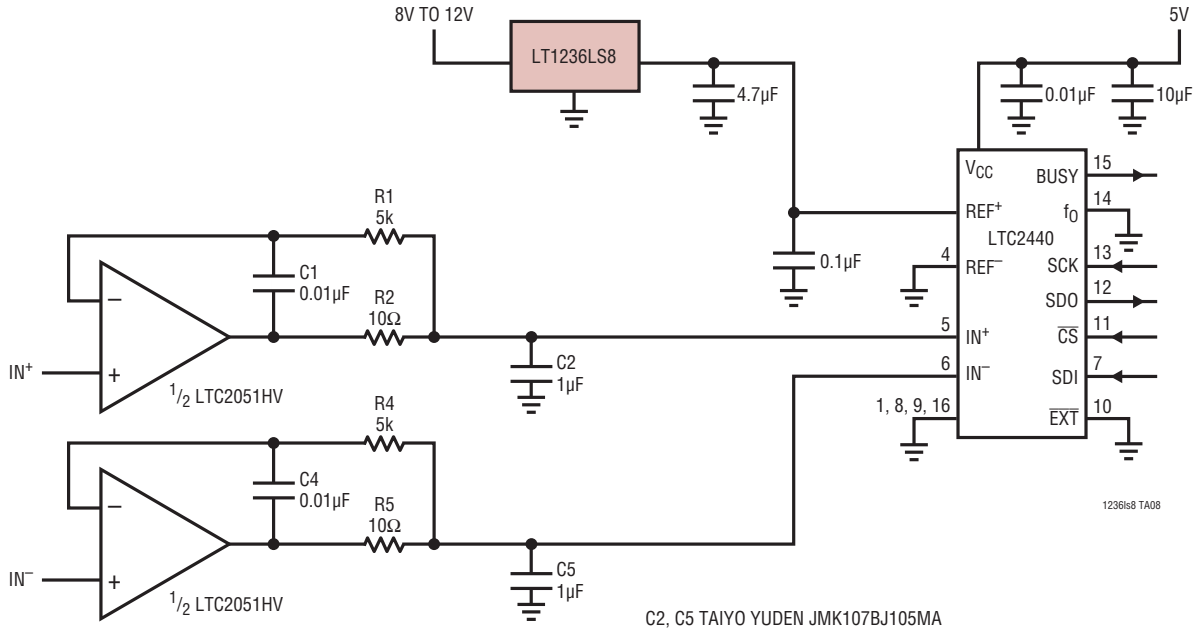 8V TO 12V
5V
LT1236LS8
4.7µF
0.01µF
10µF
VCC
BUSY
15
REF⁺
fO
14
LTC2440
R1
5k
0.1µF
4
REF⁻
SCK
13
C1
0.01µF
R2
10Ω
SDO
12
−
5
IN⁺
CS
11
IN⁺
+
C2
1µF
6
IN⁻
SDI
7
1/2 LTC2051HV
R4
5k
1, 8, 9, 16
EXT
10
C4
0.01µF
R5
10Ω
1236ls8 TA08
−
IN⁻
+
C5
1µF
1/2 LTC2051HV
C2, C5 TAIYO YUDEN JMK107BJ105MA